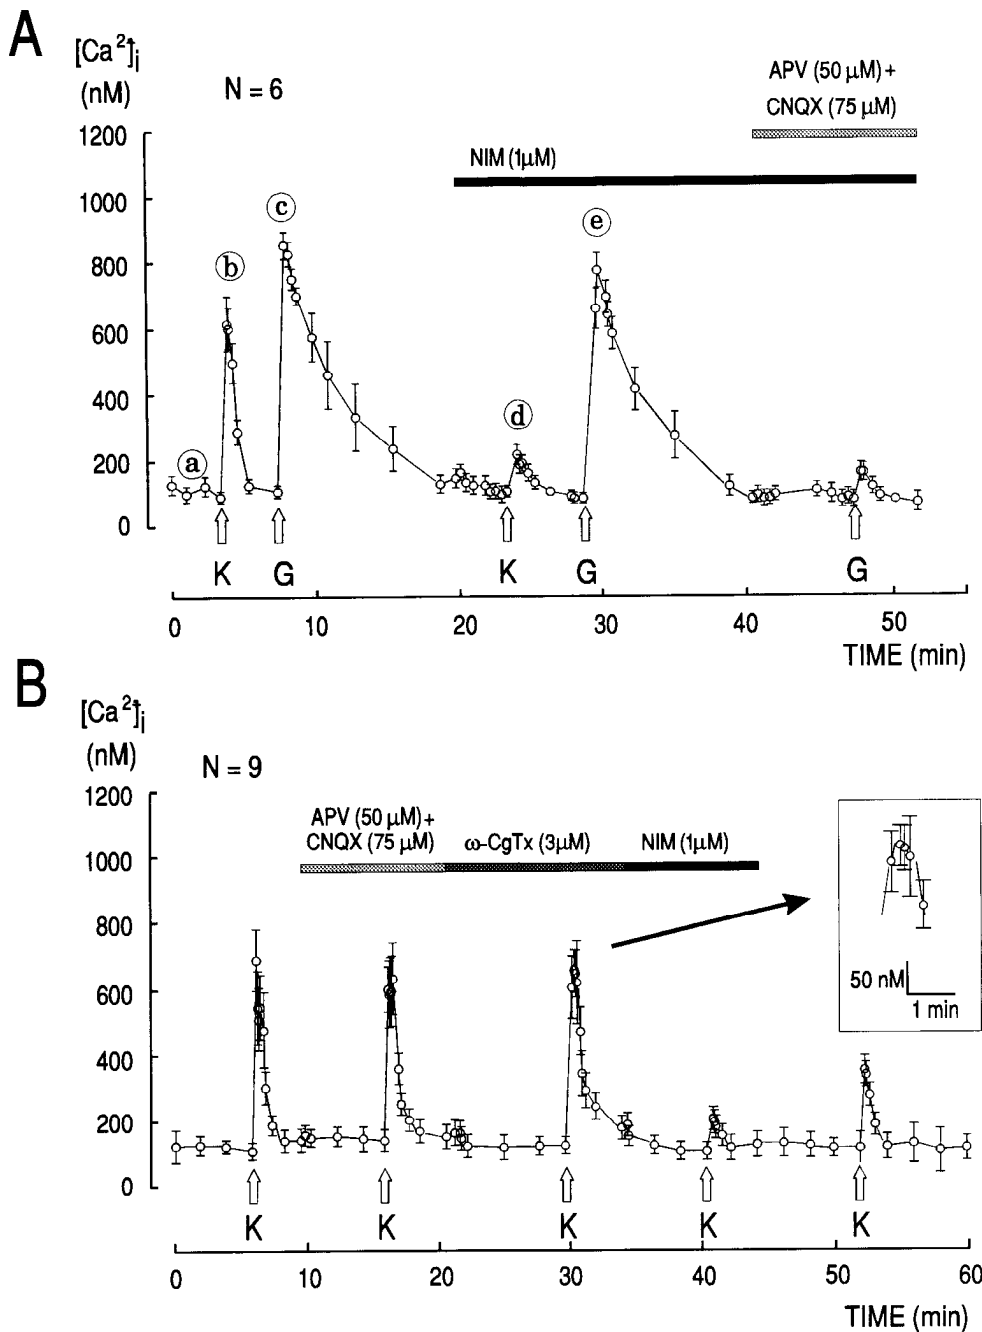 A
[Ca²⁺]i
(nM)
N = 6
APV (50 μM) +
CNQX (75 μM)
NIM (1μM)
1200
1000
800
600
400
200
0
a
b
c
d
e
K
G
K
G
G
0
10
20
30
40
50
TIME (min)
B
[Ca²⁺]i
(nM)
N = 9
APV (50 μM) +
CNQX (75 μM)
ω-CgTx (3μM)
NIM (1μM)
1200
1000
800
600
400
200
0
50 nM
1 min
K
K
K
K
K
0
10
20
30
40
50
60
TIME (min)